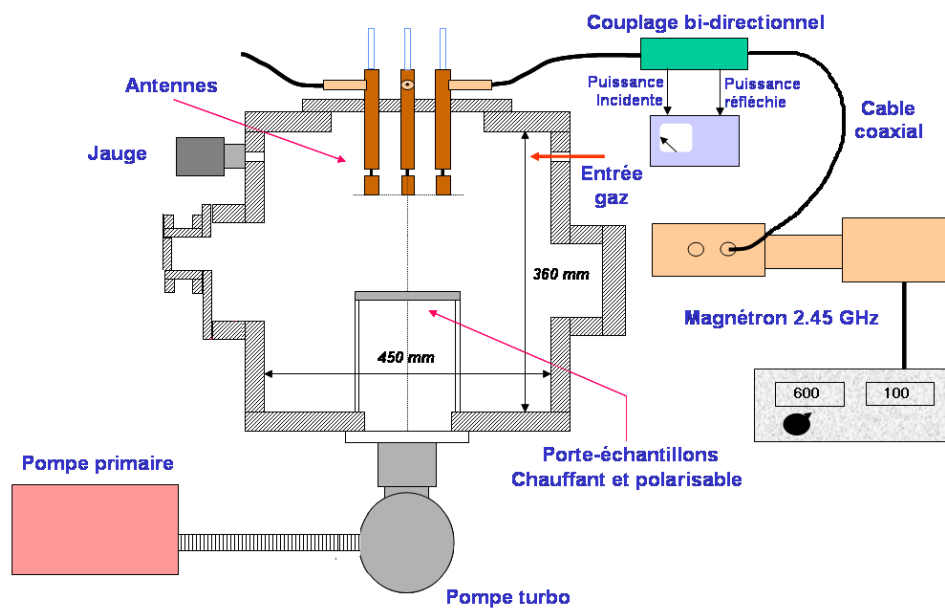 Couplage bi-directionnel
Antennes
Puissance
Incidente
Puissance
réfléchie
Cable
coaxial
Jauge
Entrée
gaz
360 mm
Magnétron 2.45 GHz
450 mm
600
100
Porte-échantillons
Chauffant et polarisable
Pompe primaire
Pompe turbo